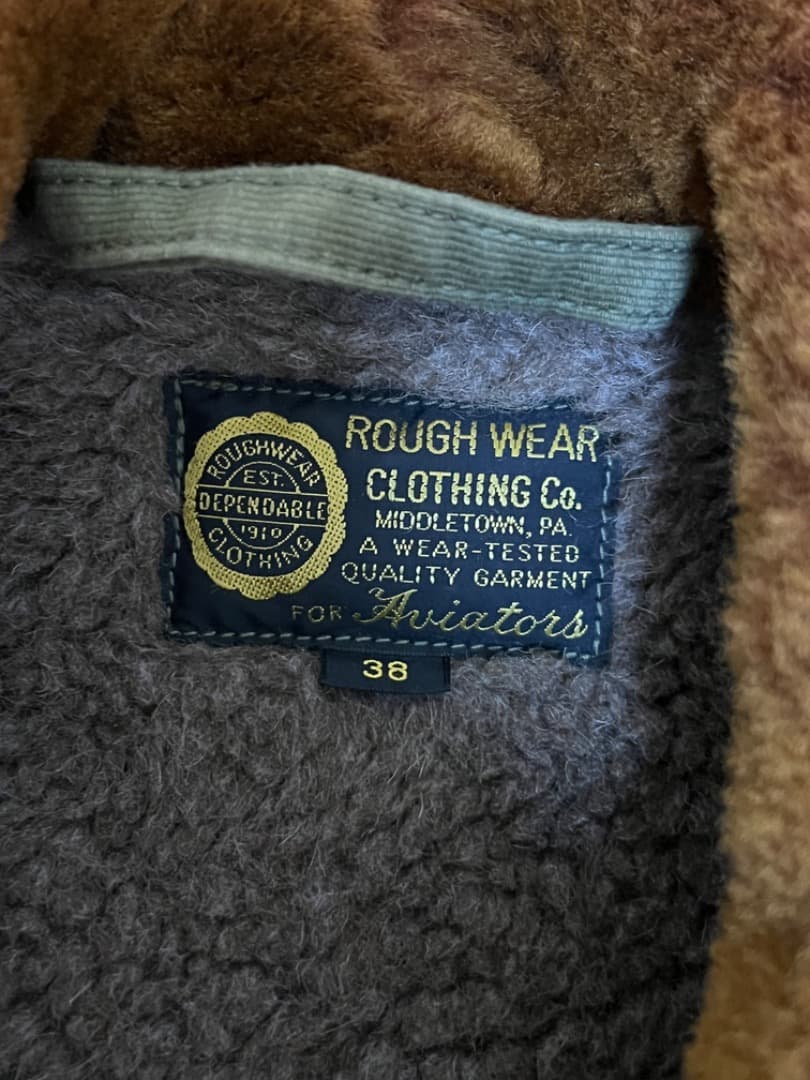 ROUGHWEAR
EST.
DEPENDABLE
1910
CLOTHING
ROUGH WEAR
CLOTHING Co.
MIDDLETOWN, PA.
A WEAR-TESTED
QUALITY GARMENT
FOR Aviators
38